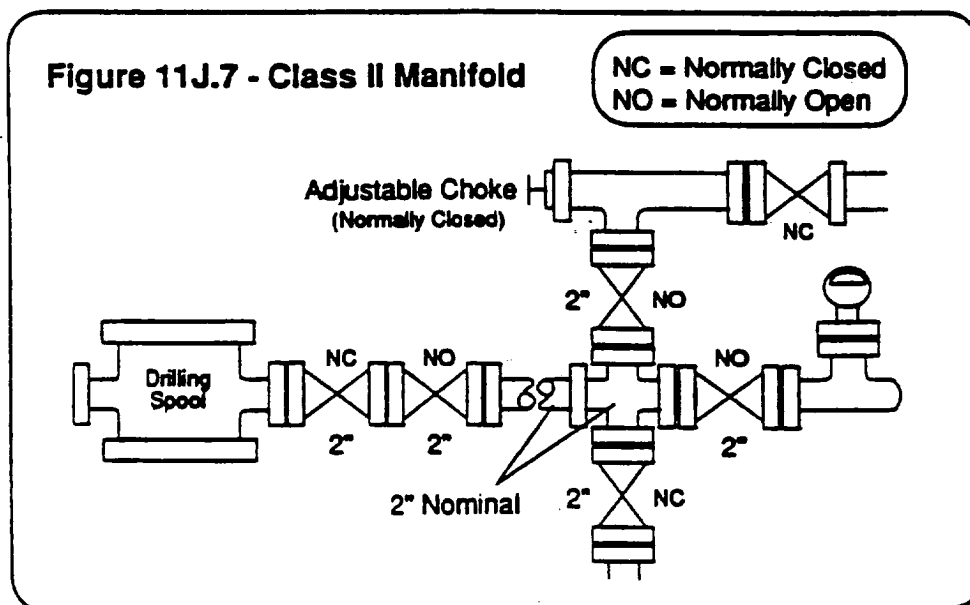 Figure 11J.7 - Class II Manifold
NC = Normally Closed
NO = Normally Open
Adjustable Choke
(Normally Closed)
NC
2" NO
Drilling
Spool
NC
NO
NO
2"
2"
2"
2" Nominal
2" NC